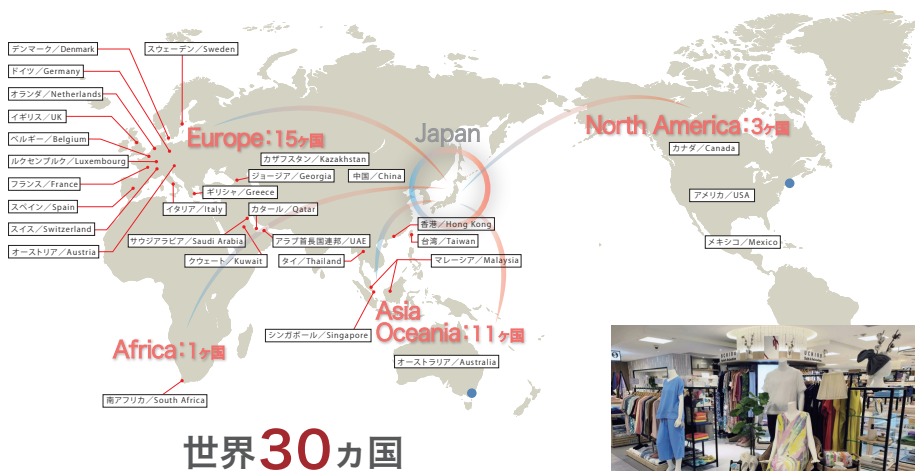 デンマーク／Denmark
スウェーデン／Sweden
ドイツ／Germany
オランダ／Netherlands
イギリス／UK
ベルギー／Belgium
ルクセンブルク／Luxembourg
フランス／France
スペイン／Spain
スイス／Switzerland
オーストリア／Austria
Europe：15ヶ国
カザフスタン／Kazakhstan
ジョージア／Georgia
中国／China
ギリシャ／Greece
イタリア／Italy
カタール／Qatar
サウジアラビア／Saudi Arabia
アラブ首長国連邦／UAE
クウェート／Kuwait
タイ／Thailand
Japan
香港／Hong Kong
台湾／Taiwan
マレーシア／Malaysia
シンガポール／Singapore
Asia
Oceania：11ヶ国
オーストラリア／Australia
North America：3ヶ国
カナダ／Canada
アメリカ／USA
メキシコ／Mexico
Africa：1ヶ国
南アフリカ／South Africa
世界30ヵ国
UCHINO
UCHINO